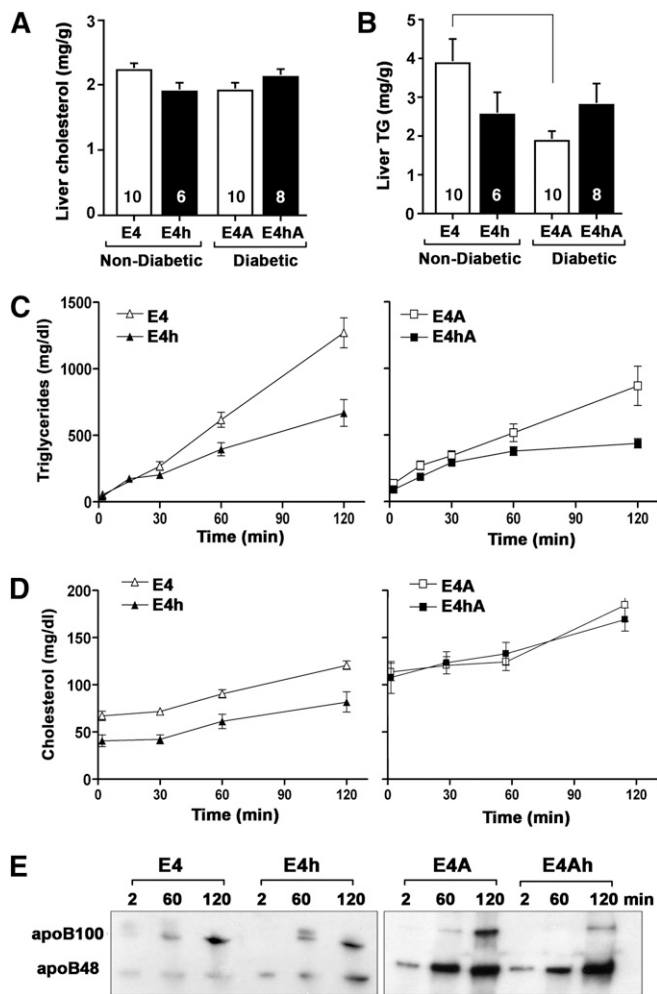 A
Liver cholesterol (mg/g)
3
2
1
0
10 6 10 8
E4 E4h E4A E4hA
Non-Diabetic Diabetic
B
Liver TG (mg/g)
5
4
3
2
1
0
10 6 10 8
E4 E4h E4A E4hA
Non-Diabetic Diabetic
C
Triglycerides (mg/dl)
1500
1000
500
0
E4
E4h
0 30 60 90 120
Time (min)
E4A
E4hA
0 30 60 90 120
Time (min)
D
Cholesterol (mg/dl)
200
150
100
50
0
E4
E4h
0 30 60 90 120
Time (min)
E4A
E4hA
0 30 60 90 120
Time (min)
E
E4 E4h E4A E4Ah
2 60 120 2 60 120 2 60 120 2 60 120 min
apoB100
apoB48